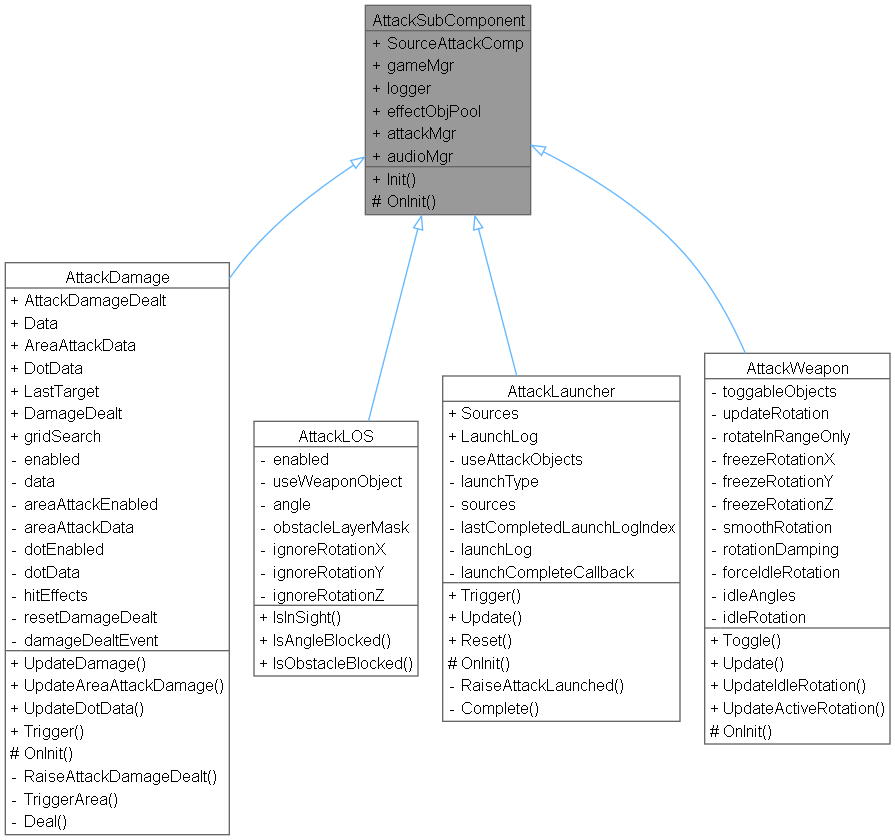 AttackSubComponent
+ SourceAttackComp
+ gameMgr
+ logger
+ effectObjPool
+ attackMgr
+ audioMgr
+ Init()
# OnInit()
AttackDamage
+ AttackDamageDealt
+ Data
+ AreaAttackData
+ DotData
+ LastTarget
+ DamageDealt
+ gridSearch
- enabled
- data
- areaAttackEnabled
- areaAttackData
- dotEnabled
- dotData
- hitEffects
- resetDamageDealt
- damageDealtEvent
+ UpdateDamage()
+ UpdateAreaAttackDamage()
+ UpdateDotData()
+ Trigger()
# OnInit()
- RaiseAttackDamageDealt()
- TriggerArea()
- Deal()
AttackLOS
- enabled
- useWeaponObject
- angle
- obstacleLayerMask
- ignoreRotationX
- ignoreRotationY
- ignoreRotationZ
+ IsInSight()
+ IsAngleBlocked()
+ IsObstacleBlocked()
AttackLauncher
+ Sources
+ LaunchLog
- useAttackObjects
- launchType
- sources
- lastCompletedLaunchLogIndex
- launchLog
- launchCompleteCallback
+ Trigger()
+ Update()
+ Reset()
# OnInit()
- RaiseAttackLaunched()
- Complete()
AttackWeapon
- toggableObjects
- updateRotation
- rotateInRangeOnly
- freezeRotationX
- freezeRotationY
- freezeRotationZ
- smoothRotation
- rotationDamping
- forceIdleRotation
- idleAngles
- idleRotation
+ Toggle()
+ Update()
+ UpdateIdleRotation()
+ UpdateActiveRotation()
# OnInit()